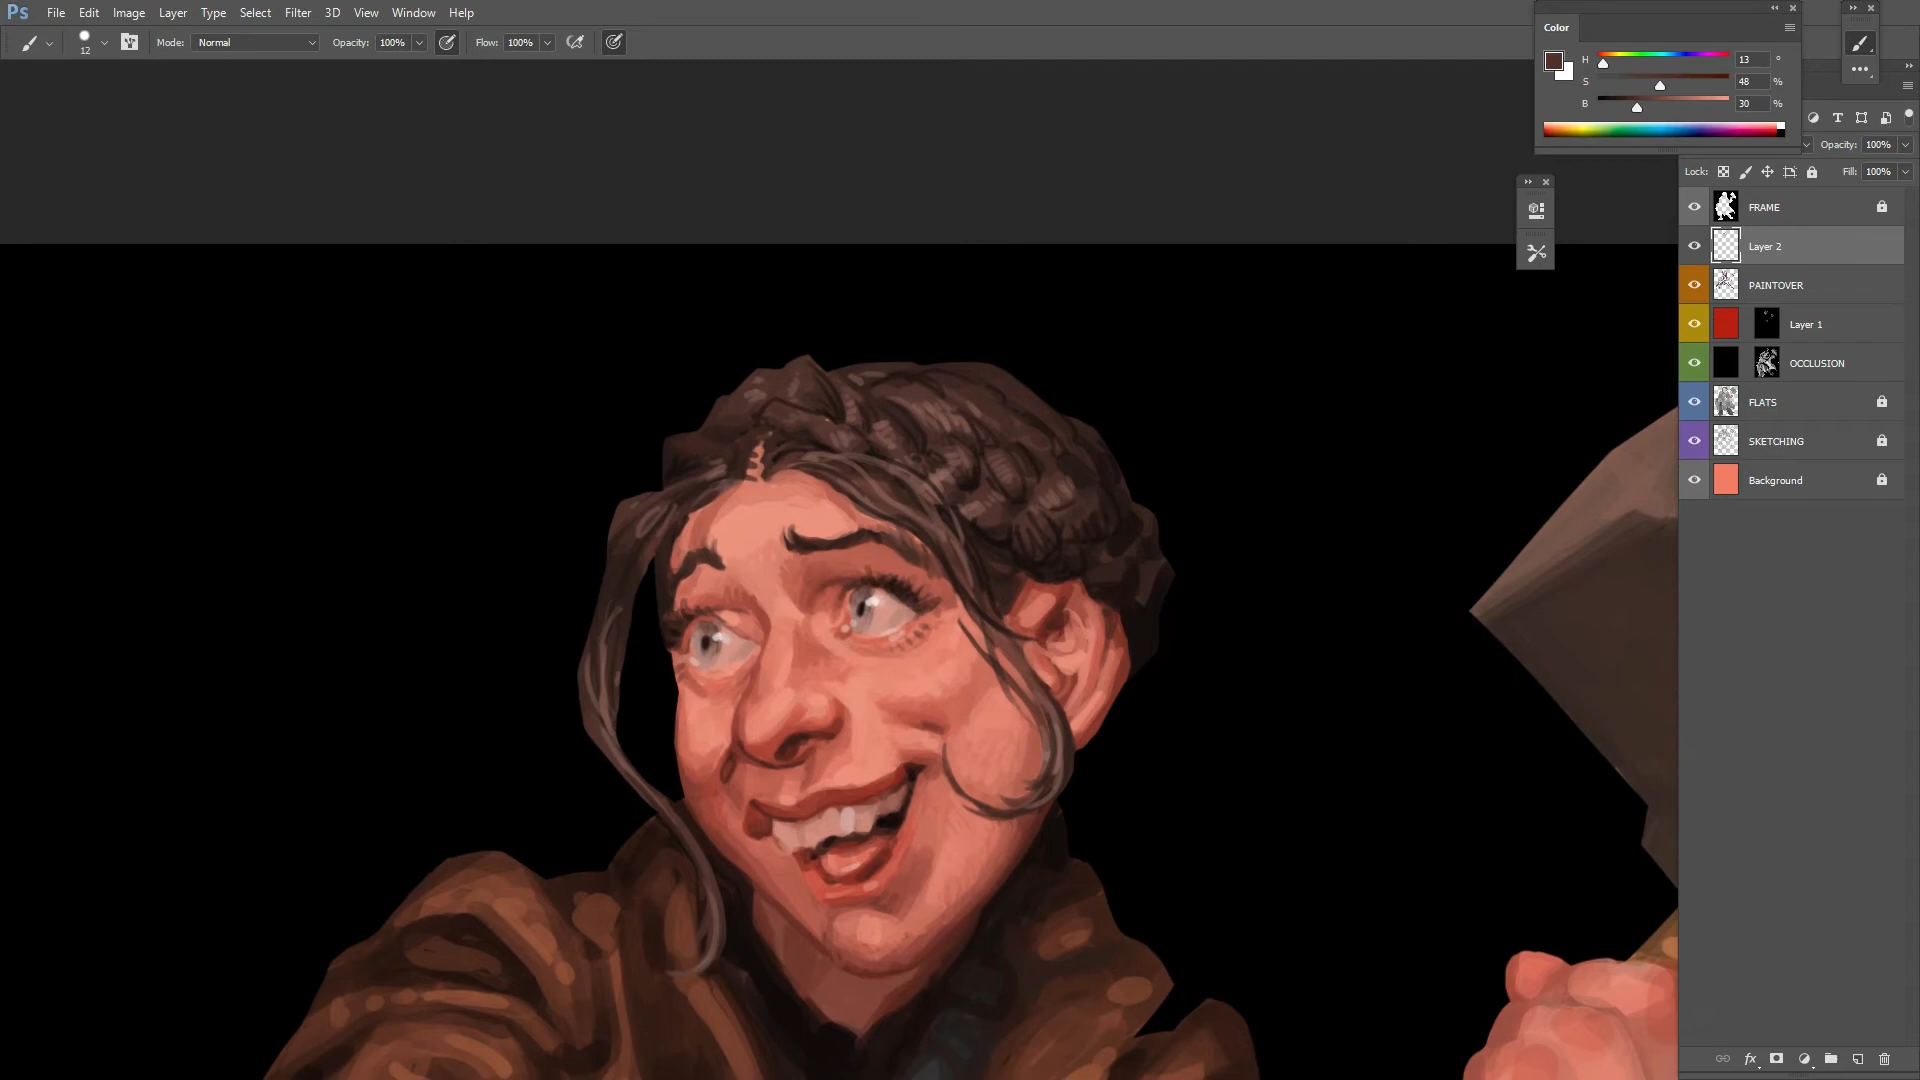 Ps File Edit Image Layer Type Select Filter 3D View Window Help
12 Mode: Normal Opacity: 100% Flow: 100%
Color
H 13 °
S 48 %
B 30 %
Opacity: 100%
Lock: Fill: 100%
FRAME
Layer 2
PAINTOVER
Layer 1
OCCLUSION
FLATS
SKETCHING
Background
fx